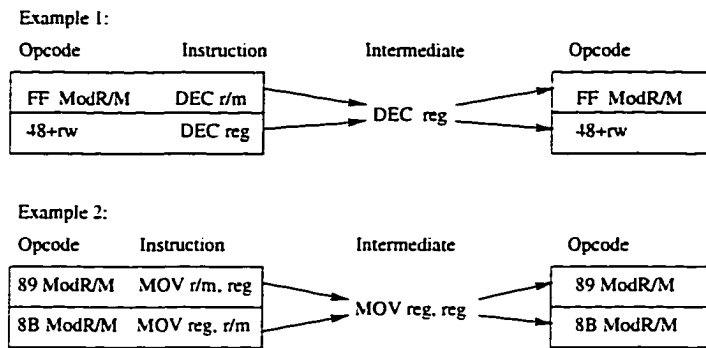 Example 1:
Opcode Instruction Intermediate Opcode
FF ModR/M DEC r/m FF ModR/M
DEC reg
48+rw DEC reg 48+rw
Example 2:
Opcode Instruction Intermediate Opcode
89 ModR/M MOV r/m, reg 89 ModR/M
MOV reg, reg
8B ModR/M MOV reg, r/m 8B ModR/M